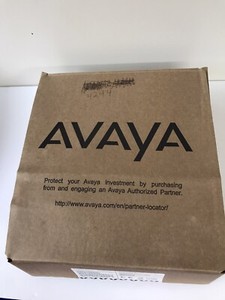 AVAYA
Protect your Avaya Investment by purchasing
from and engaging an Avaya Authorized Partner.
http://www.avaya.com/en/partner-locator/